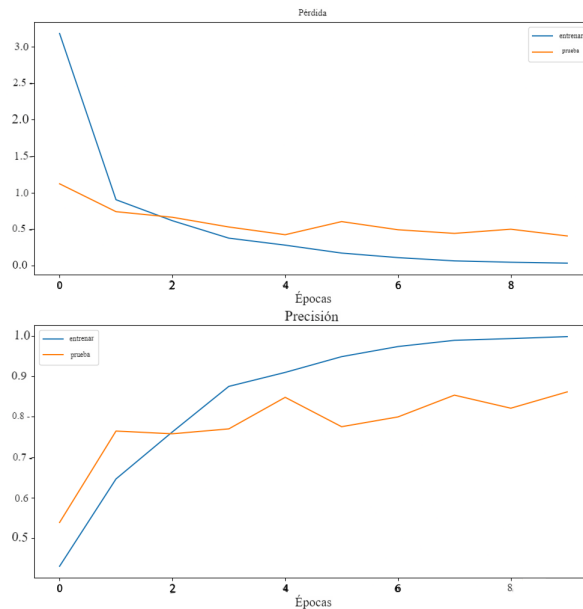 Pérdida
entrenar
prueba
3.0
2.5
2.0
1.0
0.5
0.0
0 2 4 6 8
Épocas
Precisión
entrenar
prueba
1.0
0.9
0.8
0.7
0.6
0.5
0 2 4 6 8.
Épocas